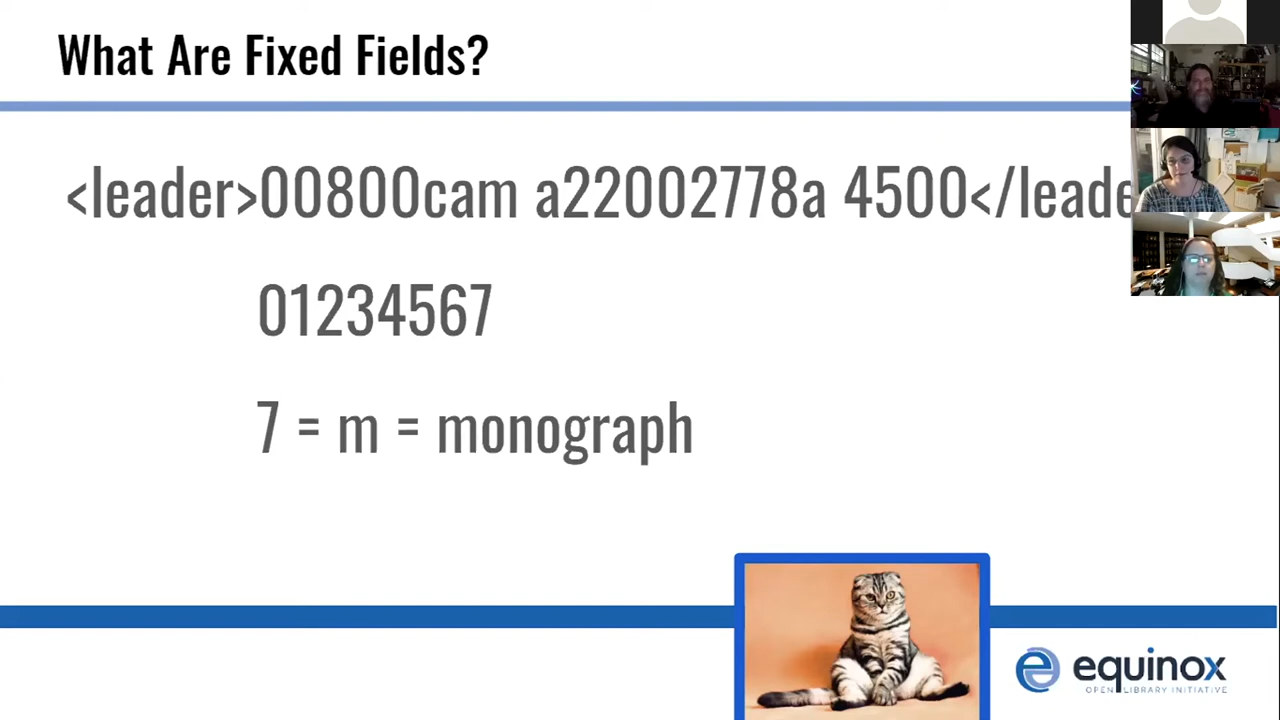 What Are Fixed Fields?
<leader>00800cam a22002778a 4500</leade
01234567
7 = m = monograph
equinox
OPEN LIBRARY INITIATIVE